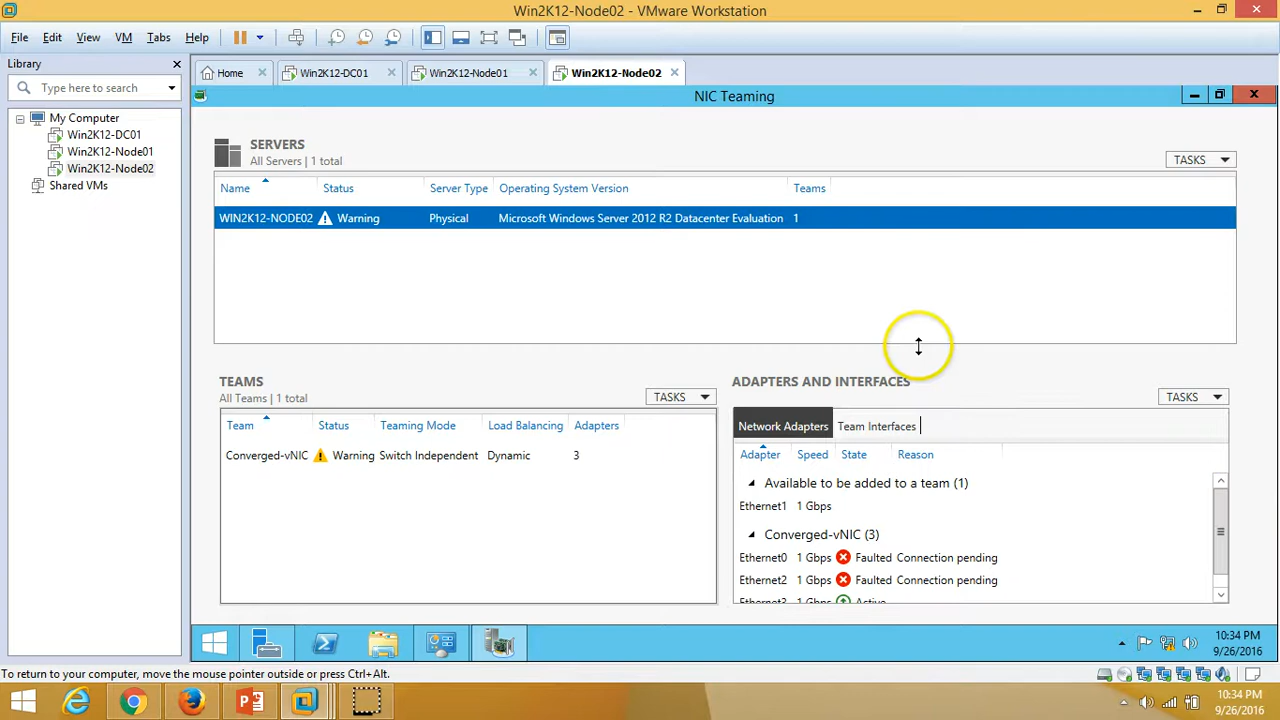 Win2K12-Node02 - VMware Workstation
File Edit View VM Tabs Help
Library
Type here to search
My Computer
Win2K12-DC01
Win2K12-Node01
Win2K12-Node02
Shared VMs
Home Win2K12-DC01 Win2K12-Node01 Win2K12-Node02
NIC Teaming
SERVERS
All Servers | 1 total
TASKS
Name Status Server Type Operating System Version Teams
WIN2K12-NODE02 Warning Physical Microsoft Windows Server 2012 R2 Datacenter Evaluation 1
TEAMS
All Teams | 1 total
TASKS
Team Status Teaming Mode Load Balancing Adapters
Converged-vNIC Warning Switch Independent Dynamic 3
ADAPTERS AND INTERFACES
TASKS
Network Adapters Team Interfaces
Adapter Speed State Reason
Available to be added to a team (1)
Ethernet1 1 Gbps
Converged-vNIC (3)
Ethernet0 1 Gbps Faulted Connection pending
Ethernet2 1 Gbps Faulted Connection pending
Ethernet3 1 Gbps Active
10:34 PM
9/26/2016
To return to your computer, move the mouse pointer outside or press Ctrl+Alt.
10:34 PM
9/26/2016